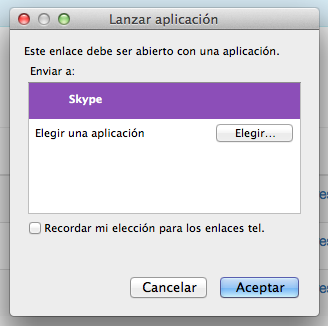 Lanzar aplicación
Este enlace debe ser abierto con una aplicación.
Enviar a:
Skype
Elegir una aplicación
Elegir...
Recordar mi elección para los enlaces tel.
Cancelar
Aceptar